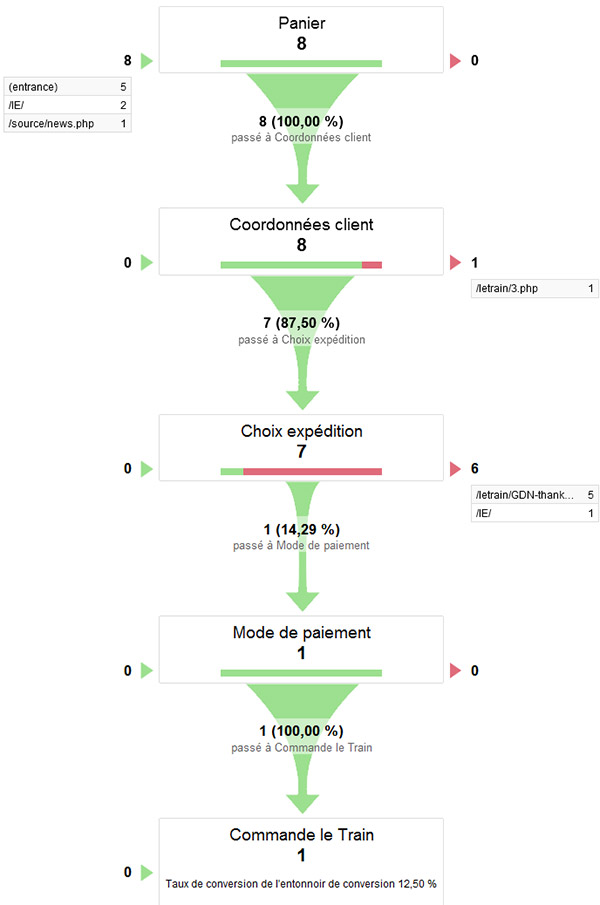 Panier
8
8
0
(entrance) 5
/IE/ 2
/source/news.php 1
8 (100,00 %)
passé à Coordonnées client
Coordonnées client
8
0
1
/letrain/3.php 1
7 (87,50 %)
passé à Choix expédition
Choix expédition
7
0
6
/letrain/GDN-thank... 5
/IE/ 1
1 (14,29 %)
passé à Mode de paiement
Mode de paiement
1
0
0
1 (100,00 %)
passé à Commande le Train
Commande le Train
1
0
Taux de conversion de l'entonnoir de conversion 12,50 %